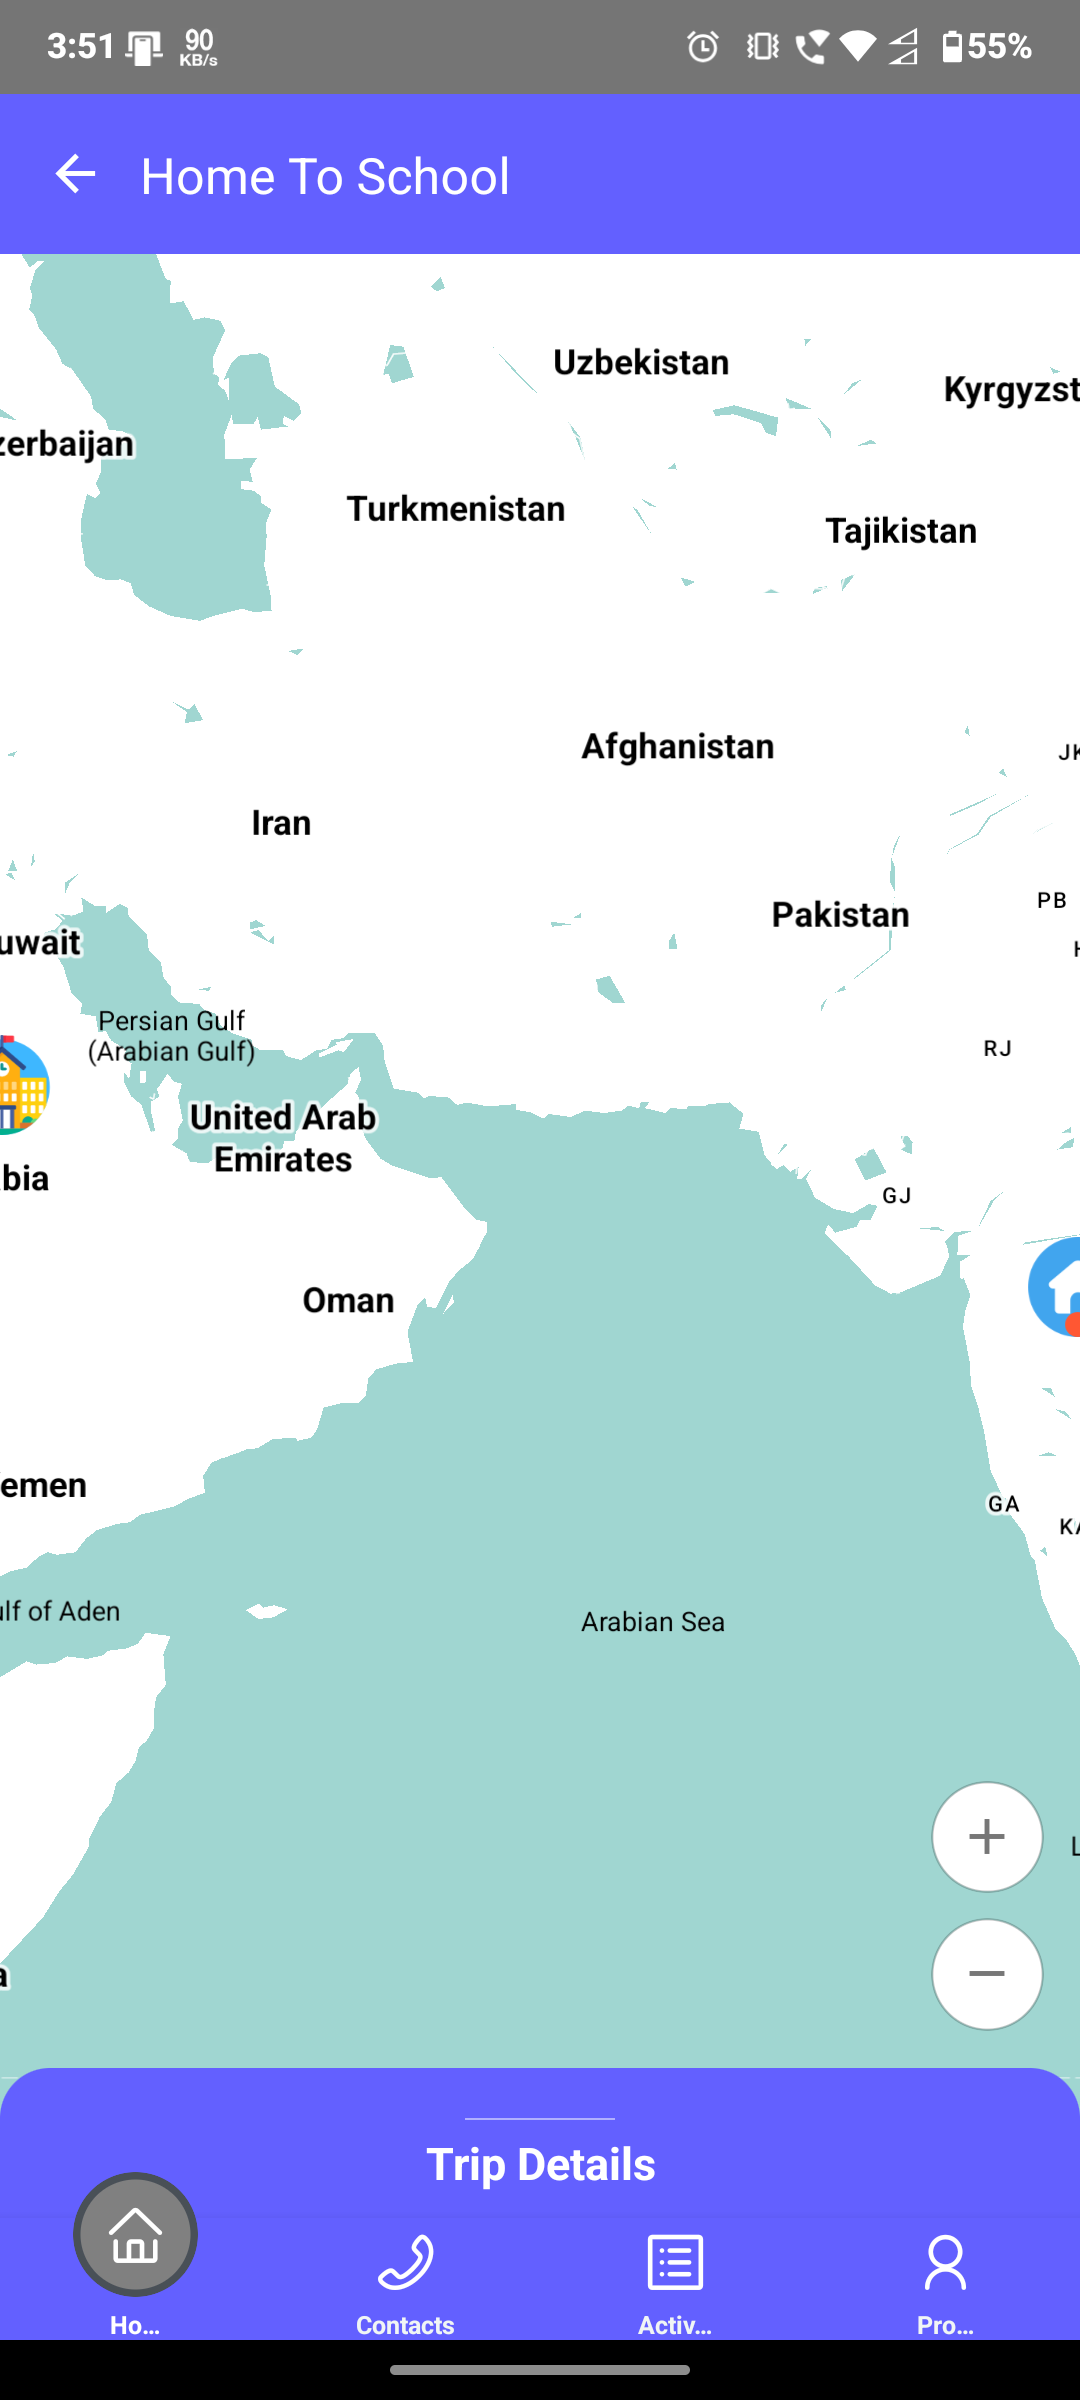 3:51 90 KB/s 55%
Home To School
Uzbekistan
Kyrgyzst
zerbaijan
Turkmenistan
Tajikistan
Afghanistan
JK
Iran
PB
Pakistan
uwait
H
Persian Gulf
(Arabian Gulf)
RJ
United Arab
Emirates
bia
GJ
Oman
emen
GA
KA
ulf of Aden
Arabian Sea
L
a
Trip Details
Ho...
Contacts
Activ...
Pro...